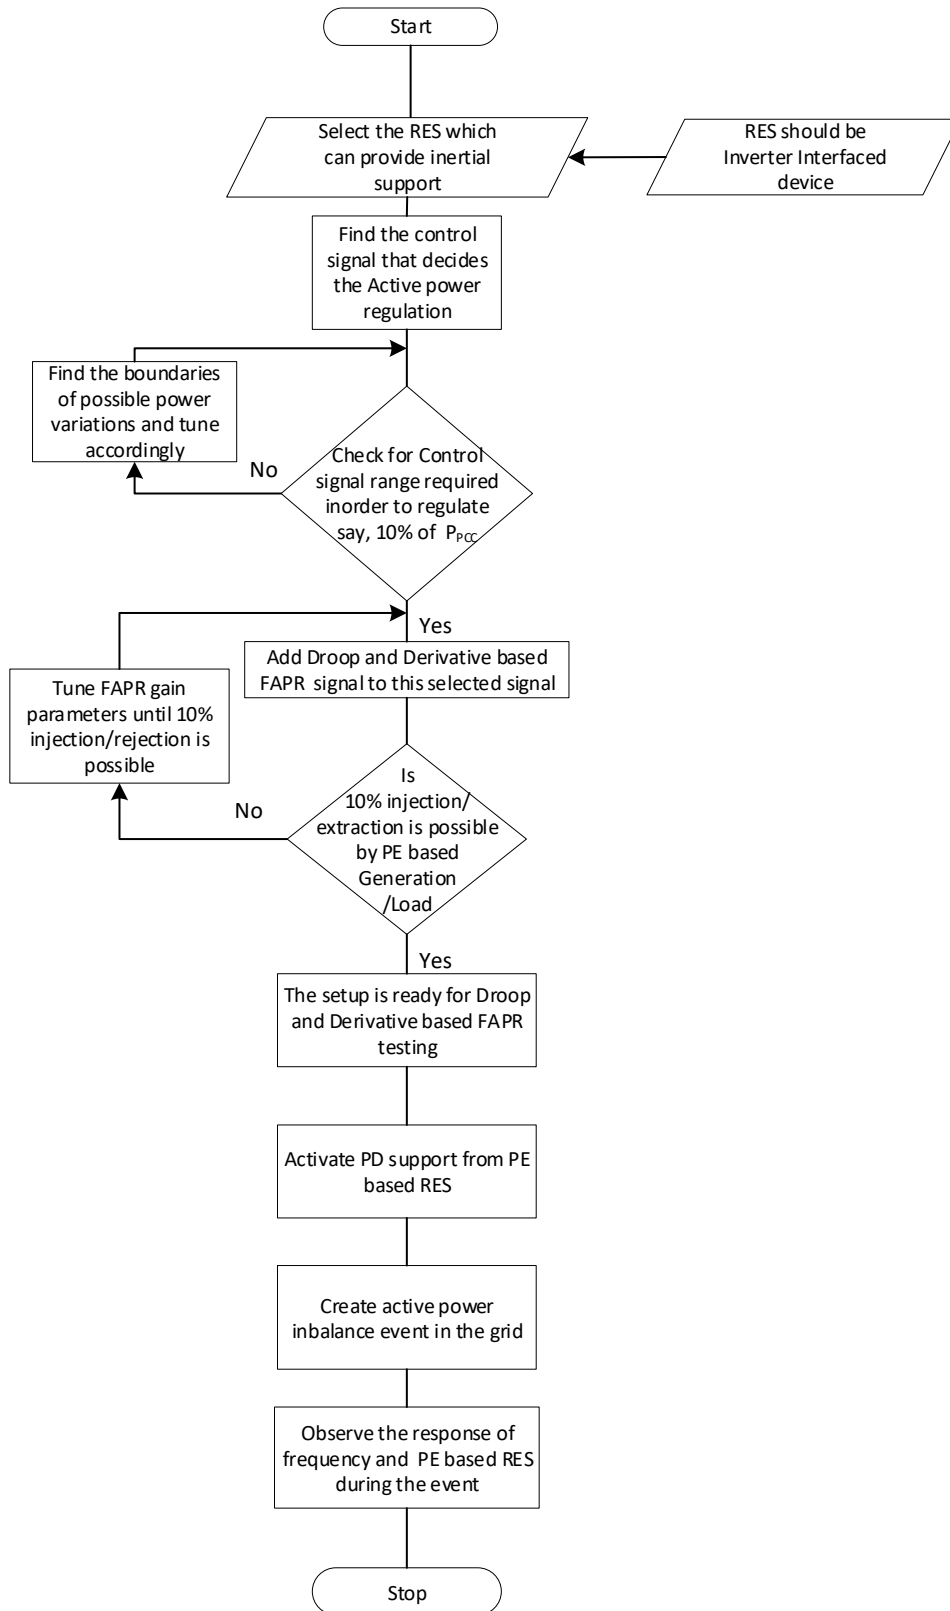 Start
Select the RES which
can provide inertial
support
RES should be
Inverter Interfaced
device
Find the control
signal that decides
the Active power
regulation
Find the boundaries
of possible power
variations and tune
accordingly
No
Check for Control
signal range required
inorder to regulate
say, 10% of P_PCC
Yes
Add Droop and Derivative based
FAPR signal to this selected signal
Tune FAPR gain
parameters until 10%
injection/rejection is
possible
No
Is
10% injection/
extraction is possible
by PE based
Generation
/Load
Yes
The setup is ready for Droop
and Derivative based FAPR
testing
Activate PD support from PE
based RES
Create active power
inbalance event in the grid
Observe the response of
frequency and PE based RES
during the event
Stop